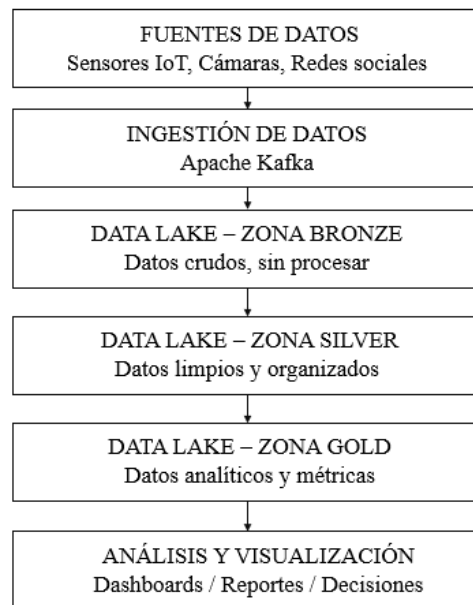 FUENTES DE DATOS
Sensores IoT, Cámaras, Redes sociales
INGESTIÓN DE DATOS
Apache Kafka
DATA LAKE – ZONA BRONZE
Datos crudos, sin procesar
DATA LAKE – ZONA SILVER
Datos limpios y organizados
DATA LAKE – ZONA GOLD
Datos analíticos y métricas
ANÁLISIS Y VISUALIZACIÓN
Dashboards / Reportes / Decisiones